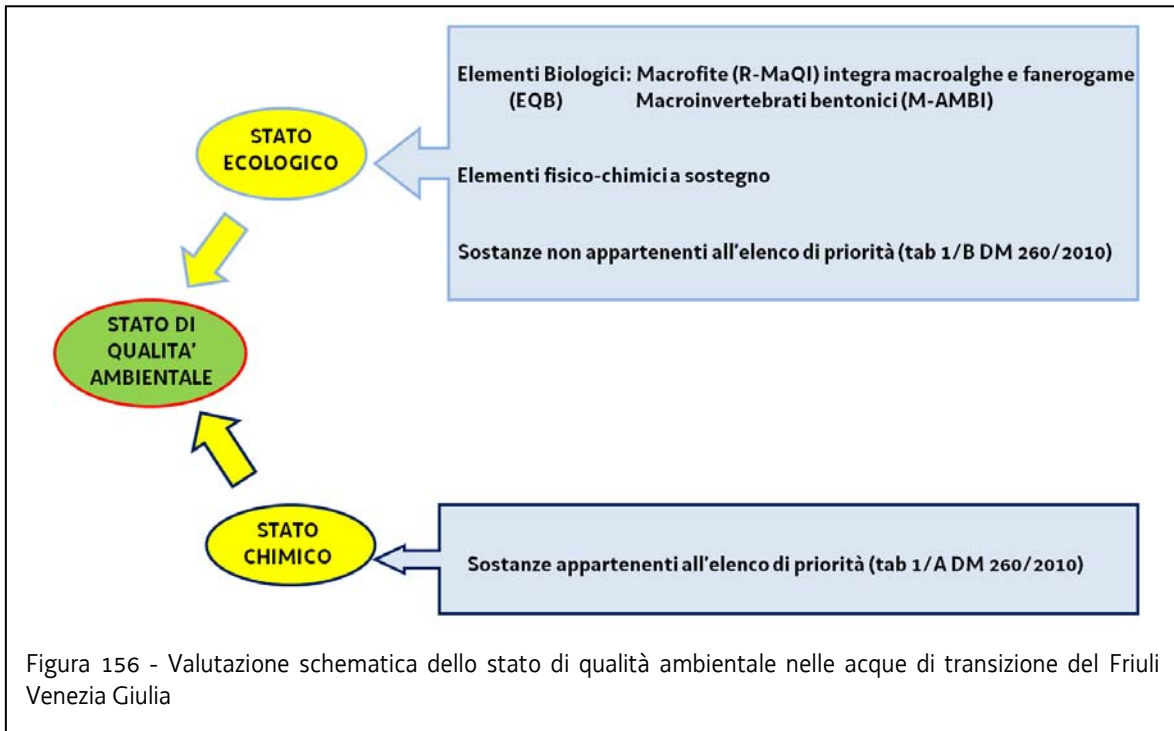 Elementi Biologici: Macrofite (R-MaQI) integra macroalghe e fanerogame
(EQB) Macroinvertebrati bentonici (M-AMBI)
STATO
ECOLOGICO
Elementi fisico-chimici a sostegno
Sostanze non appartenenti all'elenco di priorità (tab 1/B DM 260/2010)
STATO DI
QUALITA'
AMBIENTALE
STATO
CHIMICO
Sostanze appartenenti all'elenco di priorità (tab 1/A DM 260/2010)
Figura 156 - Valutazione schematica dello stato di qualità ambientale nelle acque di transizione del Friuli
Venezia Giulia